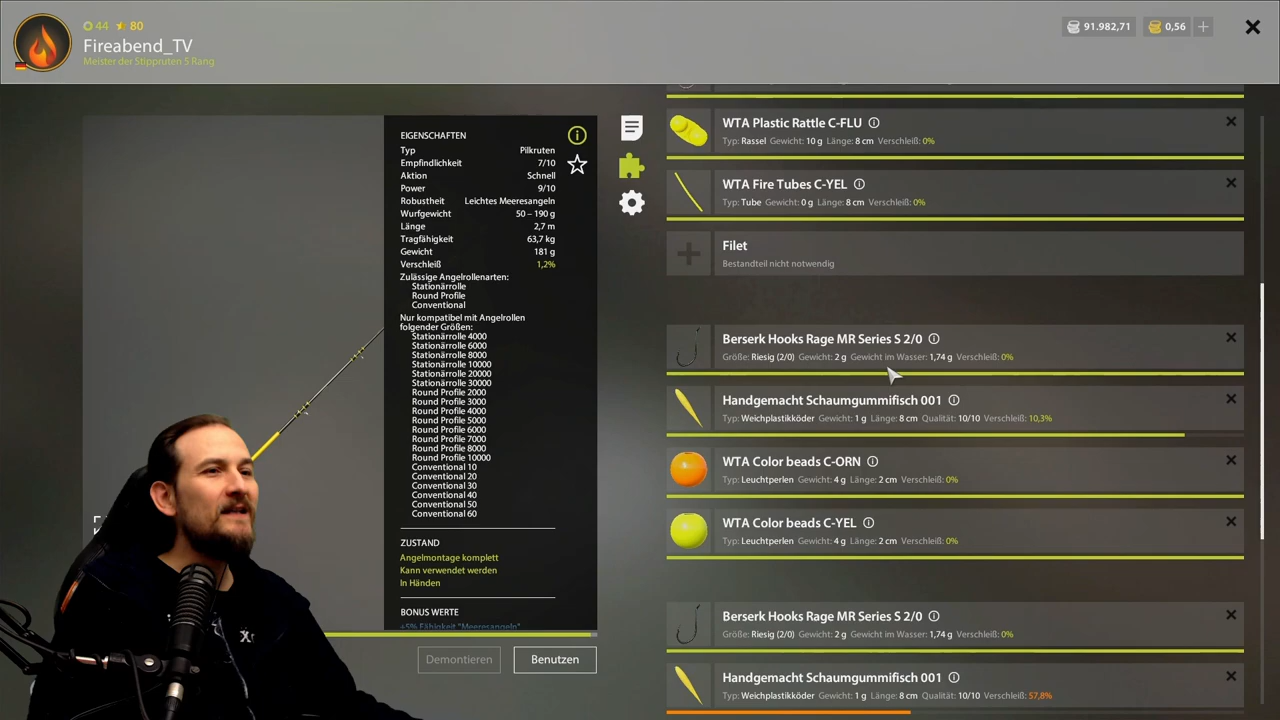 44 80
Fireabend_TV
Meister der Stippruten 5 Rang
91.982,71
0,56
EIGENSCHAFTEN
Typ Pilkruten
Empfindlichkeit 7/10
Aktion Schnell
Power 9/10
Robustheit Leichtes Meeresangeln
Wurfgewicht 50 – 190 g
Länge 2,7 m
Tragfähigkeit 63,7 kg
Gewicht 181 g
Verschleiß 1,2%
Zulässige Angelrollenarten:
Stationärrolle
Round Profile
Conventional
Nur kompatibel mit Angelrollen
folgender Größen:
Stationärrolle 4000
Stationärrolle 6000
Stationärrolle 8000
Stationärrolle 10000
Stationärrolle 20000
Stationärrolle 30000
Round Profile 2000
Round Profile 3000
Round Profile 4000
Round Profile 5000
Round Profile 6000
Round Profile 7000
Round Profile 8000
Round Profile 10000
Conventional 10
Conventional 20
Conventional 30
Conventional 40
Conventional 50
Conventional 60
ZUSTAND
Angelmontage komplett
Kann verwendet werden
In Händen
BONUS WERTE
+5% Fähigkeit "Meeresangeln"
Demontieren
Benutzen
WTA Plastic Rattle C-FLU
Typ: Rassel Gewicht: 10 g Länge: 8 cm Verschleiß: 0%
WTA Fire Tubes C-YEL
Typ: Tube Gewicht: 0 g Länge: 8 cm Verschleiß: 0%
Filet
Bestandteil nicht notwendig
Berserk Hooks Rage MR Series S 2/0
Größe: Riesig (2/0) Gewicht: 2 g Gewicht im Wasser: 1,74 g Verschleiß: 0%
Handgemacht Schaumgummifisch 001
Typ: Weichplastikköder Gewicht: 1 g Länge: 8 cm Qualität: 10/10 Verschleiß: 10,3%
WTA Color beads C-ORN
Typ: Leuchtperlen Gewicht: 4 g Länge: 2 cm Verschleiß: 0%
WTA Color beads C-YEL
Typ: Leuchtperlen Gewicht: 4 g Länge: 2 cm Verschleiß: 0%
Berserk Hooks Rage MR Series S 2/0
Größe: Riesig (2/0) Gewicht: 2 g Gewicht im Wasser: 1,74 g Verschleiß: 0%
Handgemacht Schaumgummifisch 001
Typ: Weichplastikköder Gewicht: 1 g Länge: 8 cm Qualität: 10/10 Verschleiß: 57,8%